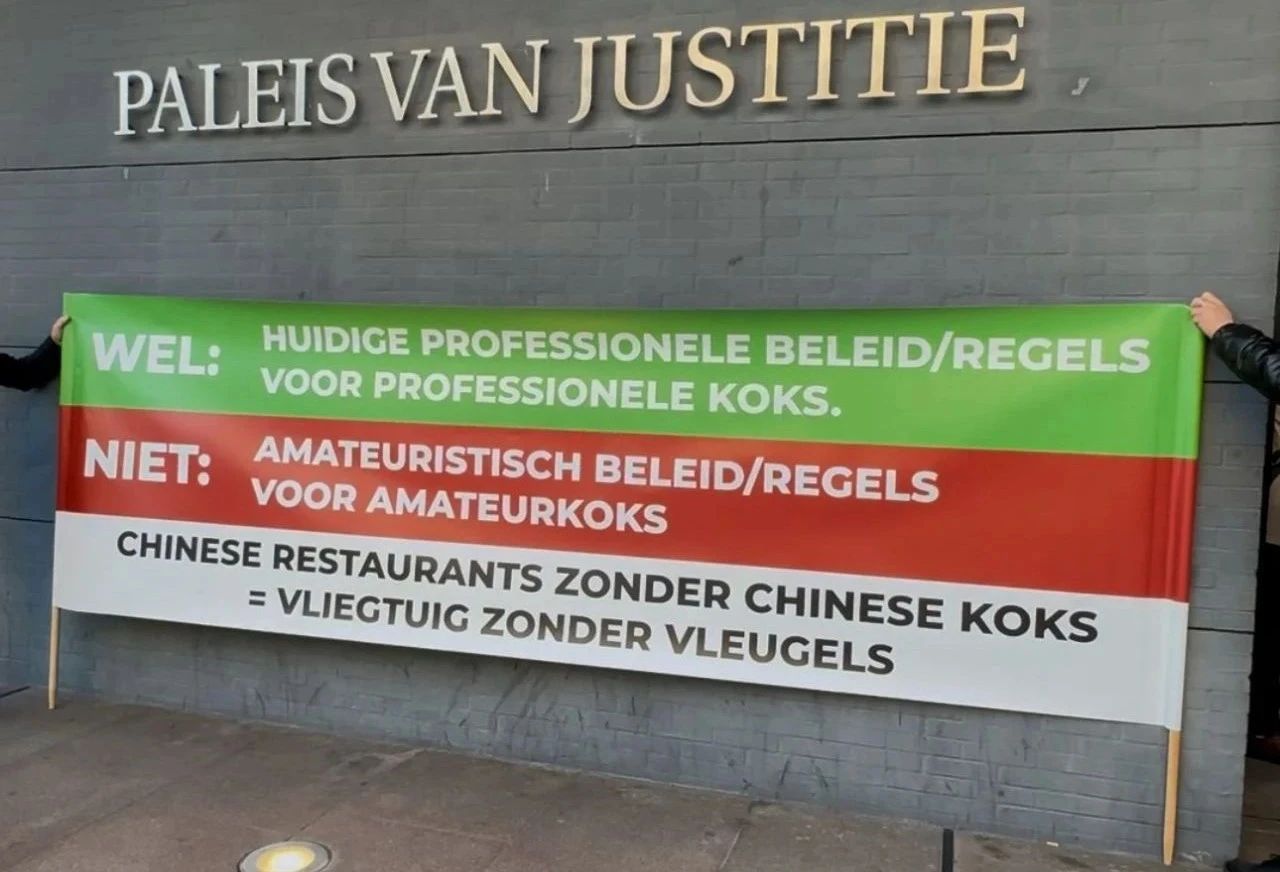 PALEIS VAN JUSTITIE
WEL: HUIDIGE PROFESSIONELE BELEID/REGELS
VOOR PROFESSIONELE KOKS.
NIET: AMATEURISTISCH BELEID/REGELS
VOOR AMATEURKOKS
CHINESE RESTAURANTS ZONDER CHINESE KOKS
= VLIEGTUIG ZONDER VLEUGELS